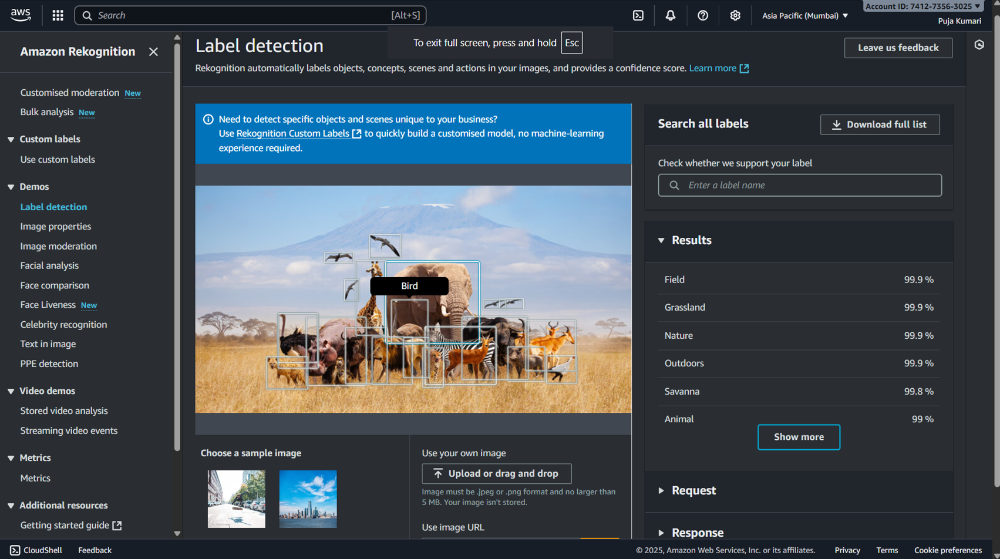 aws
Search
[Alt+S]
Asia Pacific (Mumbai)
Account ID: 7412-7356-3025
Puja Kumari
To exit full screen, press and hold Esc
Amazon Rekognition
Customised moderation New
Bulk analysis New
Custom labels
Use custom labels
Demos
Label detection
Image properties
Image moderation
Facial analysis
Face comparison
Face Liveness New
Celebrity recognition
Text in image
PPE detection
Video demos
Stored video analysis
Streaming video events
Metrics
Metrics
Additional resources
Getting started guide
Label detection
Leave us feedback
Rekognition automatically labels objects, concepts, scenes and actions in your images, and provides a confidence score. Learn more
Need to detect specific objects and scenes unique to your business?
Use Rekognition Custom Labels to quickly build a customised model, no machine-learning
experience required.
Bird
Choose a sample image
Use your own image
Upload or drag and drop
Image must be .jpeg or .png format and no larger than
5 MB. Your image isn't stored.
Use image URL
Search all labels
Download full list
Check whether we support your label
Enter a label name
Results
Field 99.9 %
Grassland 99.9 %
Nature 99.9 %
Outdoors 99.9 %
Savanna 99.8 %
Animal 99 %
Show more
Request
Response
CloudShell
Feedback
© 2025, Amazon Web Services, Inc. or its affiliates.
Privacy
Terms
Cookie preferences